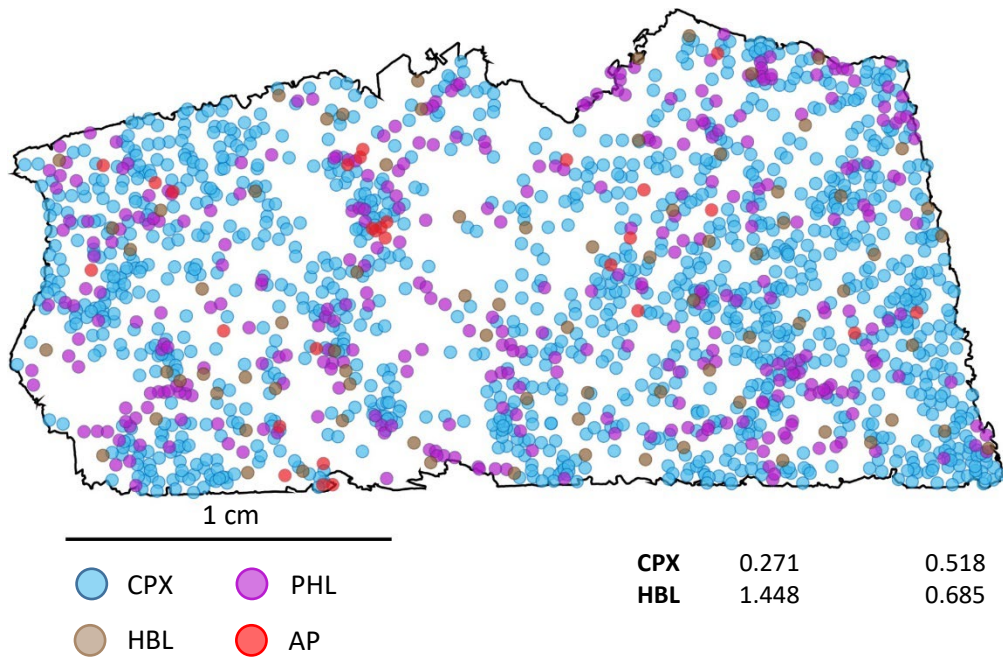 1 cm
CPX PHL
HBL AP
CPX 0.271 0.518
HBL 1.448 0.685